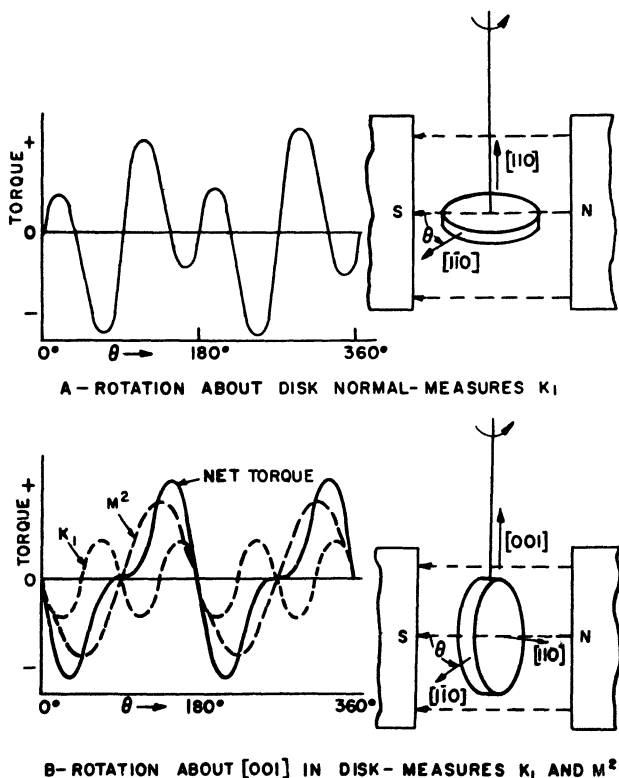 TORQUE
+
0
−
0°
θ →
180°
360°
S
N
[110]
θ
[1̄10]
A - ROTATION ABOUT DISK NORMAL - MEASURES K₁
TORQUE
+
0
−
K₁
M²
NET TORQUE
0°
θ →
180°
360°
S
N
[001]
[110]
θ
[1̄10]
B - ROTATION ABOUT [001] IN DISK - MEASURES K₁ AND M²